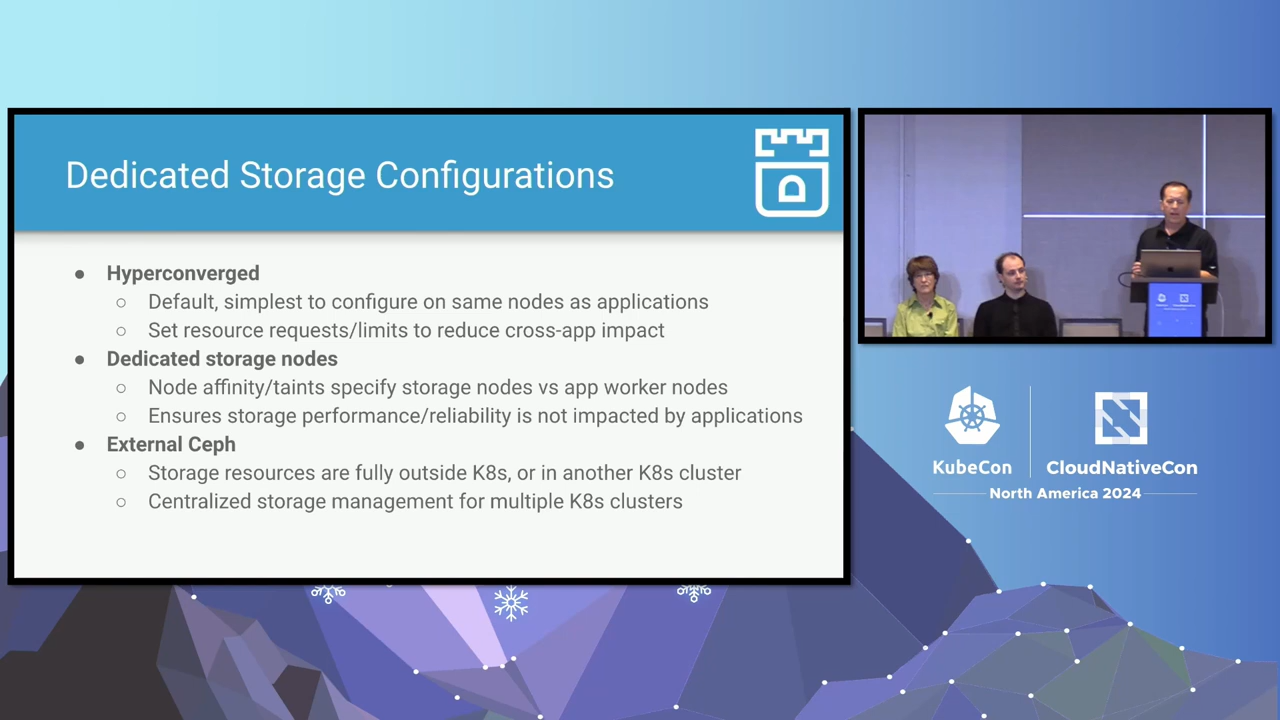 Dedicated Storage Configurations
● Hyperconverged
○ Default, simplest to configure on same nodes as applications
○ Set resource requests/limits to reduce cross-app impact
● Dedicated storage nodes
○ Node affinity/taints specify storage nodes vs app worker nodes
○ Ensures storage performance/reliability is not impacted by applications
● External Ceph
○ Storage resources are fully outside K8s, or in another K8s cluster
○ Centralized storage management for multiple K8s clusters
KubeCon
CloudNativeCon
North America 2024